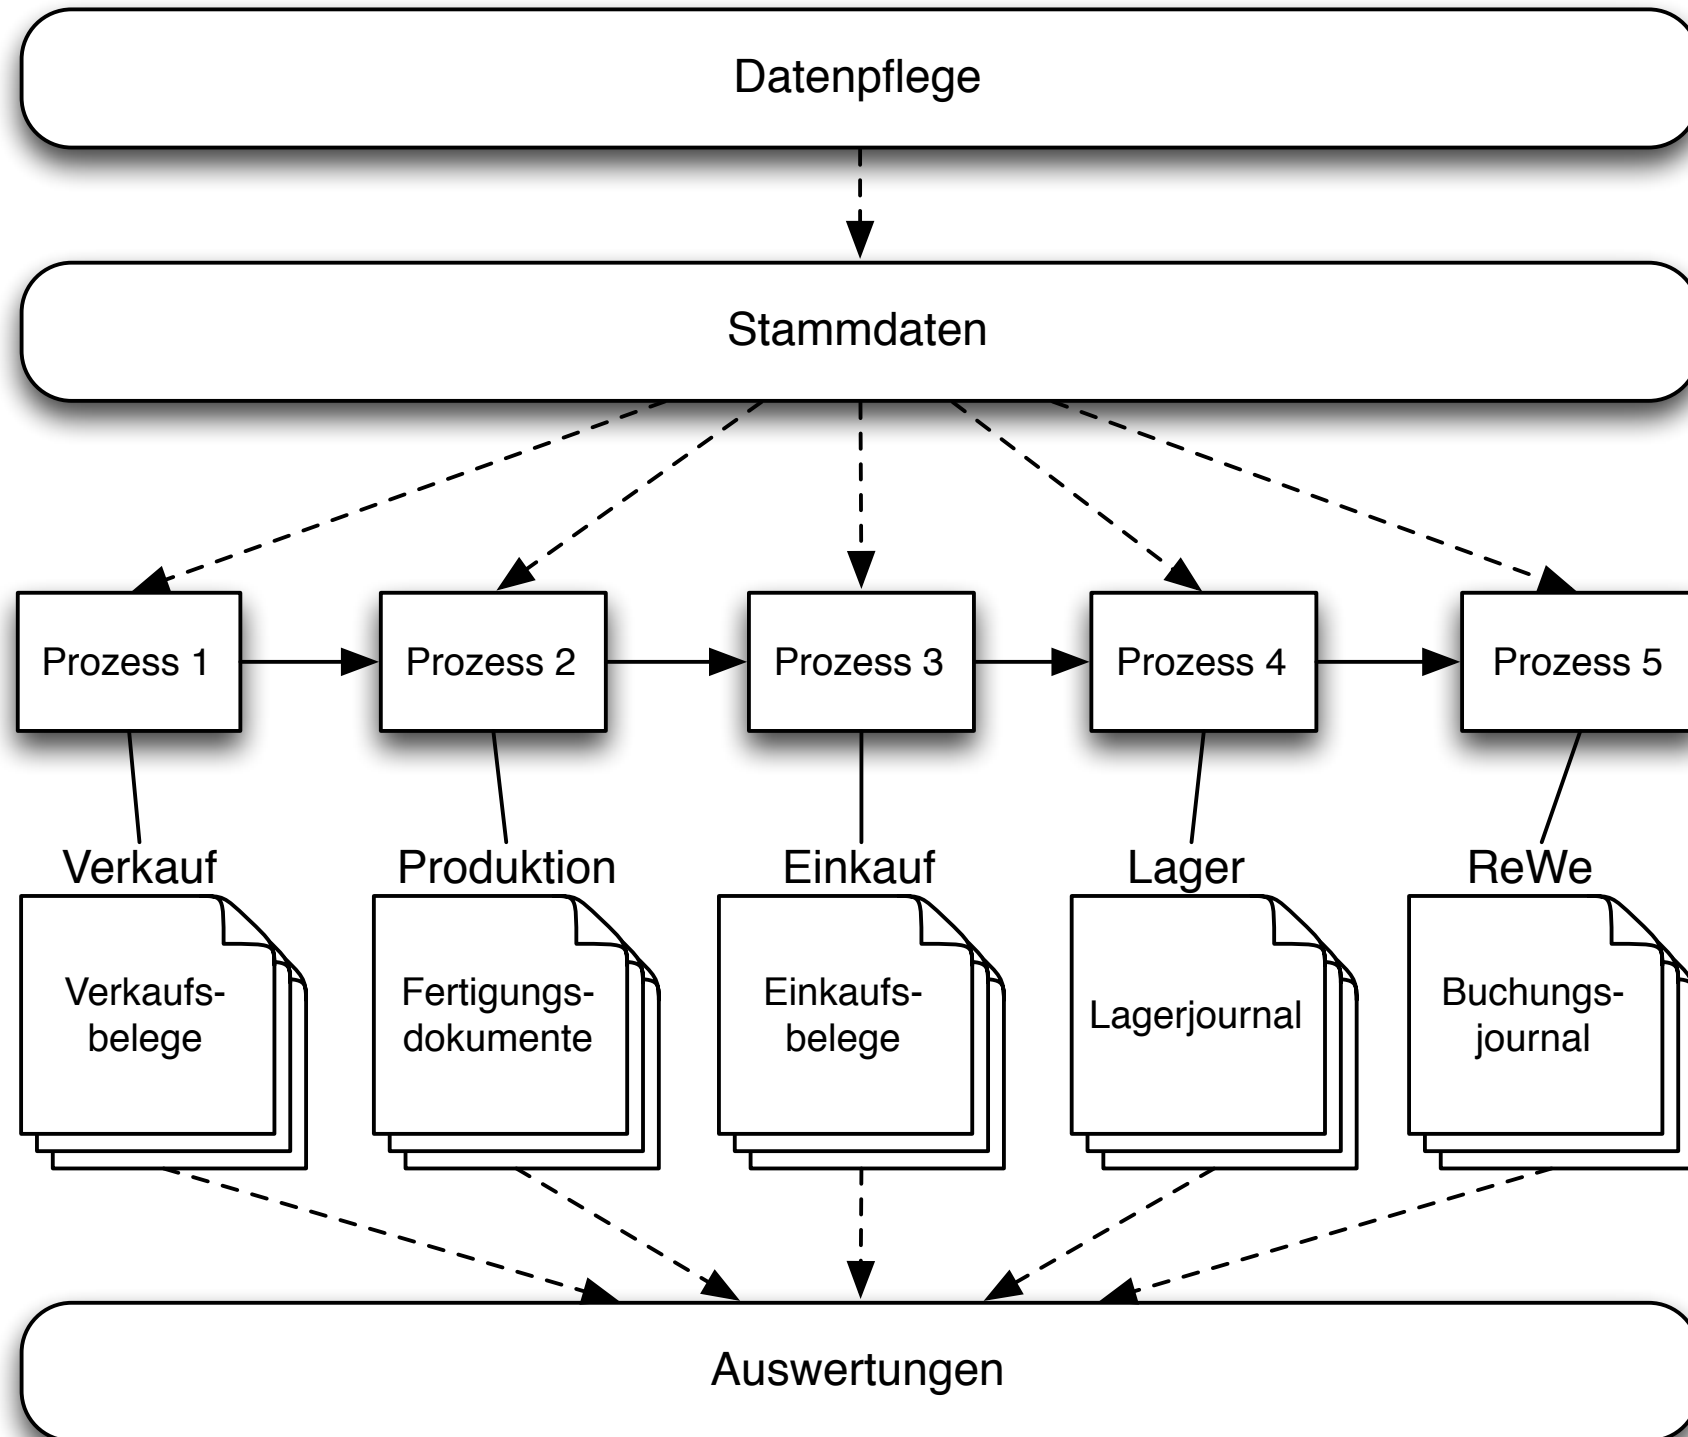 Datenpflege
Stammdaten
Prozess 1
Prozess 2
Prozess 3
Prozess 4
Prozess 5
Verkauf
Produktion
Einkauf
Lager
ReWe
Verkaufs-
belege
Fertigungs-
dokumente
Einkaufs-
belege
Lagerjournal
Buchungs-
journal
Auswertungen